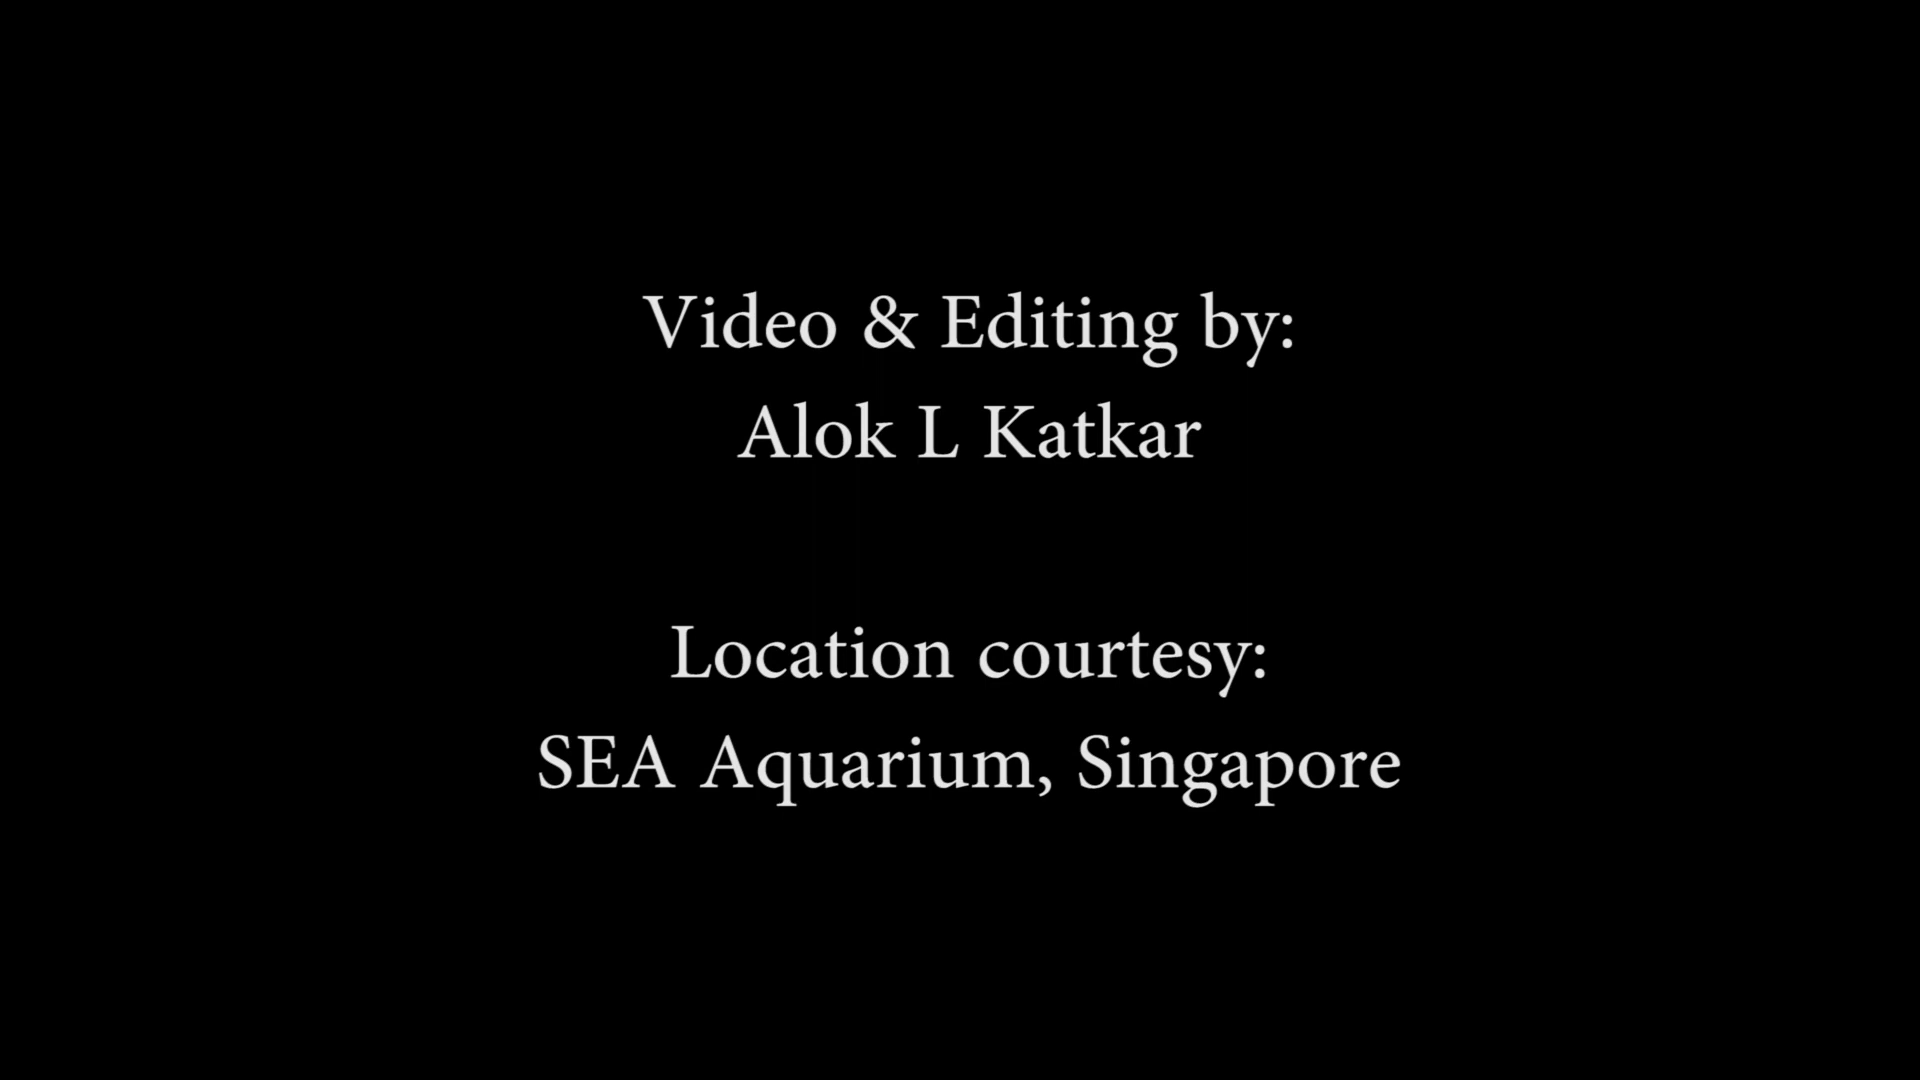 Video & Editing by:
Alok L Katkar
Location courtesy:
SEA Aquarium, Singapore